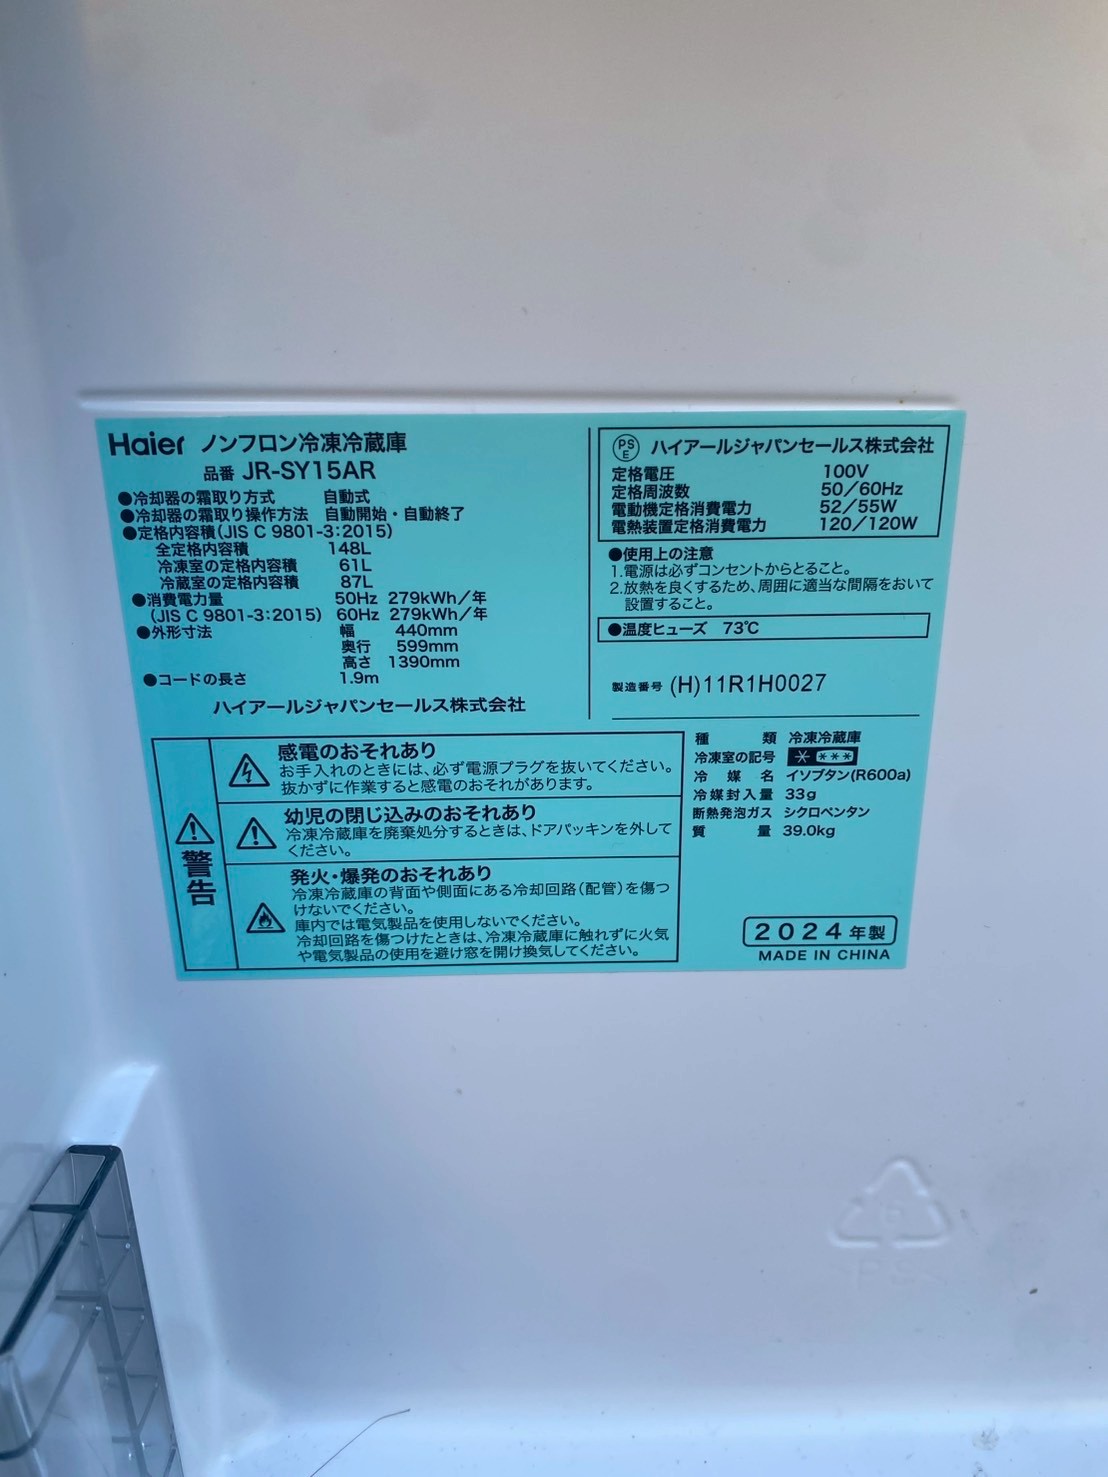 Haier ノンフロン冷凍冷蔵庫
品番 JR-SY15AR
●冷却器の霜取り方式 自動式
●冷却器の霜取り操作方法 自動開始・自動終了
●定格内容積(JIS C 9801-3:2015)
全定格内容積 148L
冷凍室の定格内容積 61L
冷蔵室の定格内容積 87L
●消費電力量 50Hz 279kWh/年
(JIS C 9801-3:2015) 60Hz 279kWh/年
●外形寸法 幅 440mm
奥行 599mm
高さ 1390mm
●コードの長さ 1.9m
ハイアールジャパンセールス株式会社
PSE ハイアールジャパンセールス株式会社
定格電圧 100V
定格周波数 50/60Hz
電動機定格消費電力 52/55W
電熱装置定格消費電力 120/120W
●使用上の注意
1.電源は必ずコンセントからとること。
2.放熱を良くするため、周囲に適当な間隔をおいて
設置すること。
●温度ヒューズ 73℃
製造番号 (H)11R1H0027
警告
感電のおそれあり
お手入れのときには、必ず電源プラグを抜いてください。
抜かずに作業すると感電のおそれがあります。
幼児の閉じ込みのおそれあり
冷凍冷蔵庫を廃棄処分するときは、ドアパッキンを外して
ください。
発火・爆発のおそれあり
冷凍冷蔵庫の背面や側面にある冷却回路(配管)を傷つ
けないでください。
庫内では電気製品を使用しないでください。
冷却回路を傷つけたときは、冷凍冷蔵庫に触れずに火気
や電気製品の使用を避け窓を開け換気してください。
種類 冷凍冷蔵庫
冷凍室の記号 * ***
冷媒名 イソブタン(R600a)
冷媒封入量 33g
断熱発泡ガス シクロペンタン
質量 39.0kg
2024年製
MADE IN CHINA